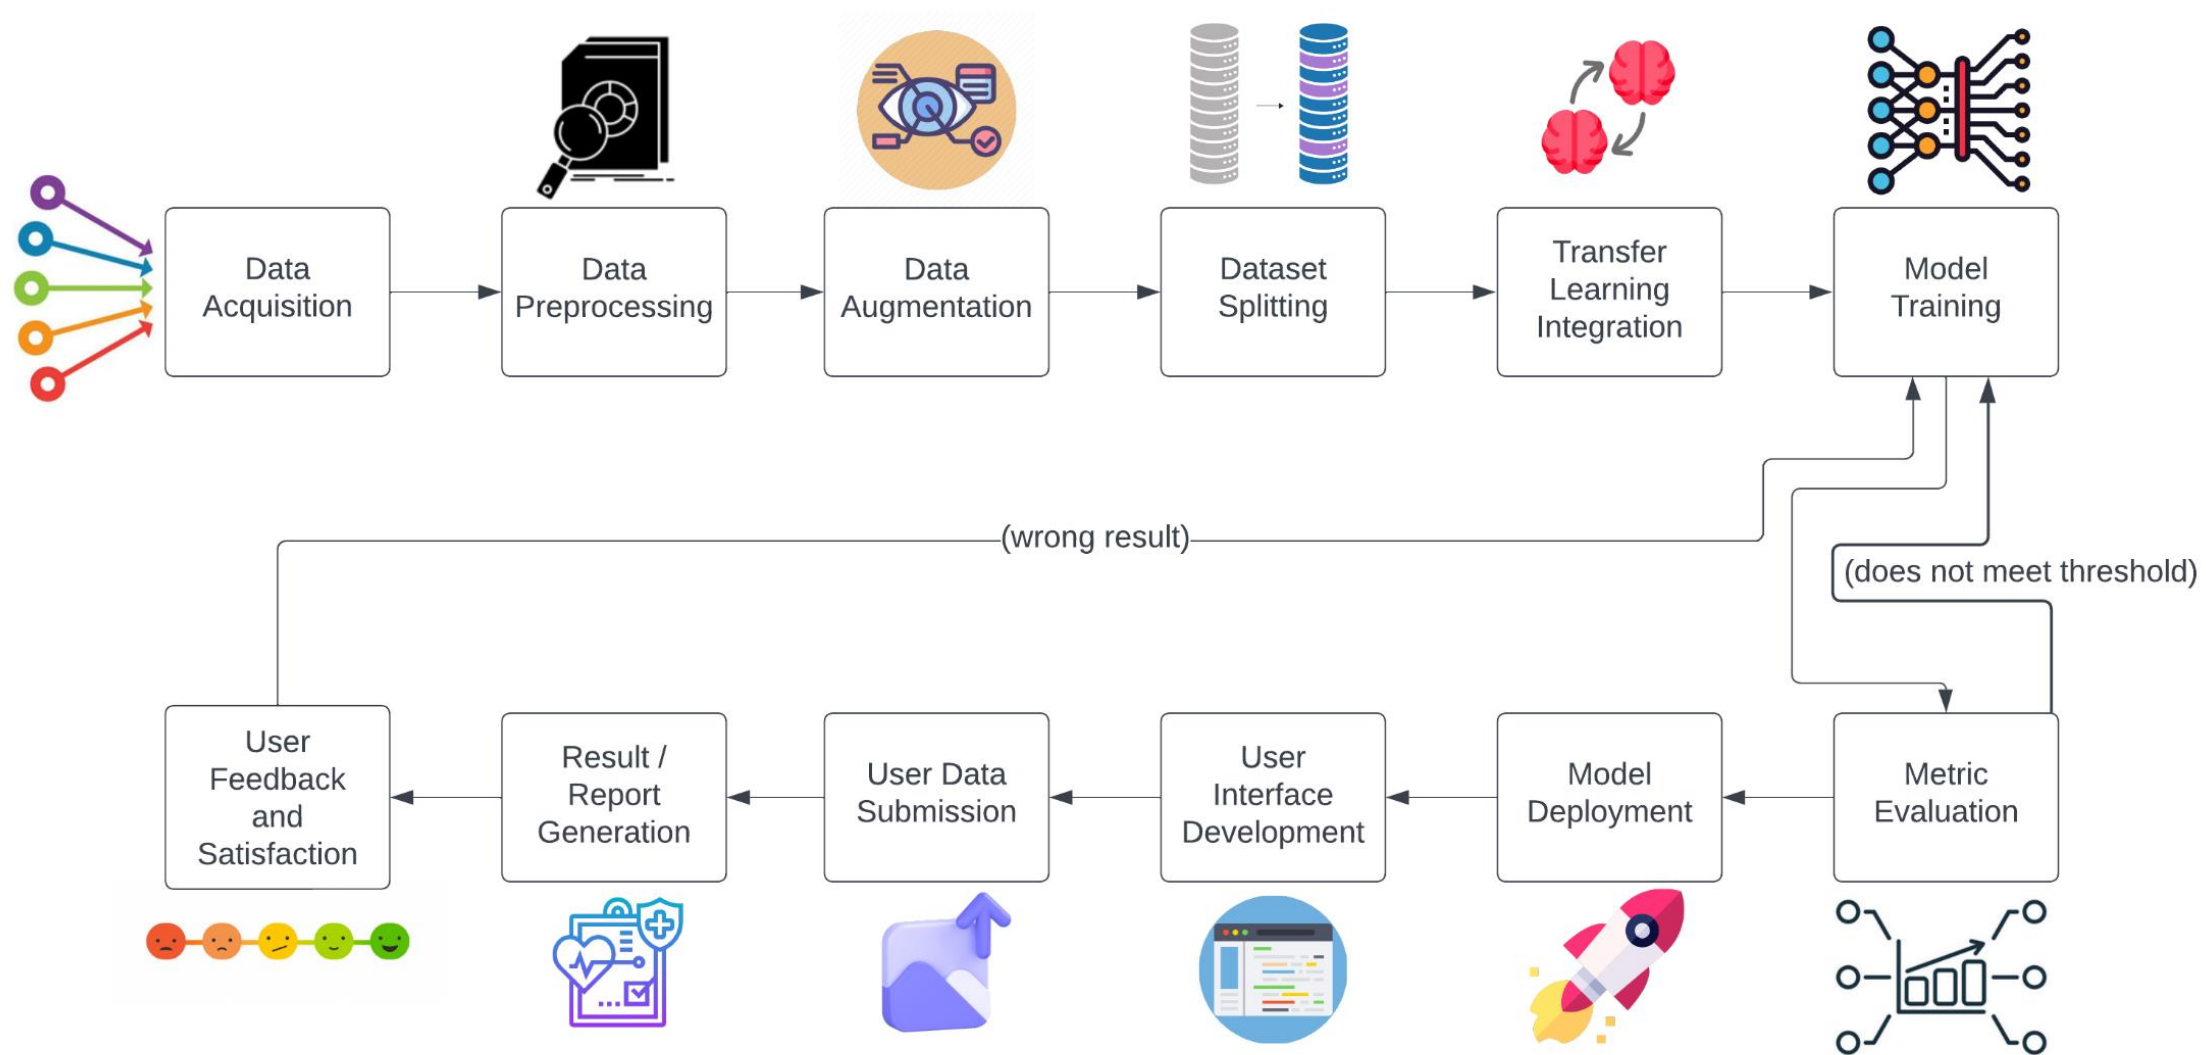 Data
Acquisition
Data
Preprocessing
Data
Augmentation
Dataset
Splitting
Transfer
Learning
Integration
Model
Training
(wrong result)
(does not meet threshold)
User
Feedback
and
Satisfaction
Result /
Report
Generation
User Data
Submission
User
Interface
Development
Model
Deployment
Metric
Evaluation